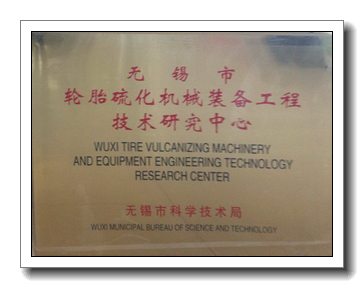 无锡市
轮胎硫化机械装备工程
技术研究中心
WUXI TIRE VULCANIZING MACHINERY
AND EQUIPMENT ENGINEERING TECHNOLOGY
RESEARCH CENTER
无锡市科学技术局
WUXI MUNICIPAL BUREAU OF SCIENCE AND TECHNOLOGY